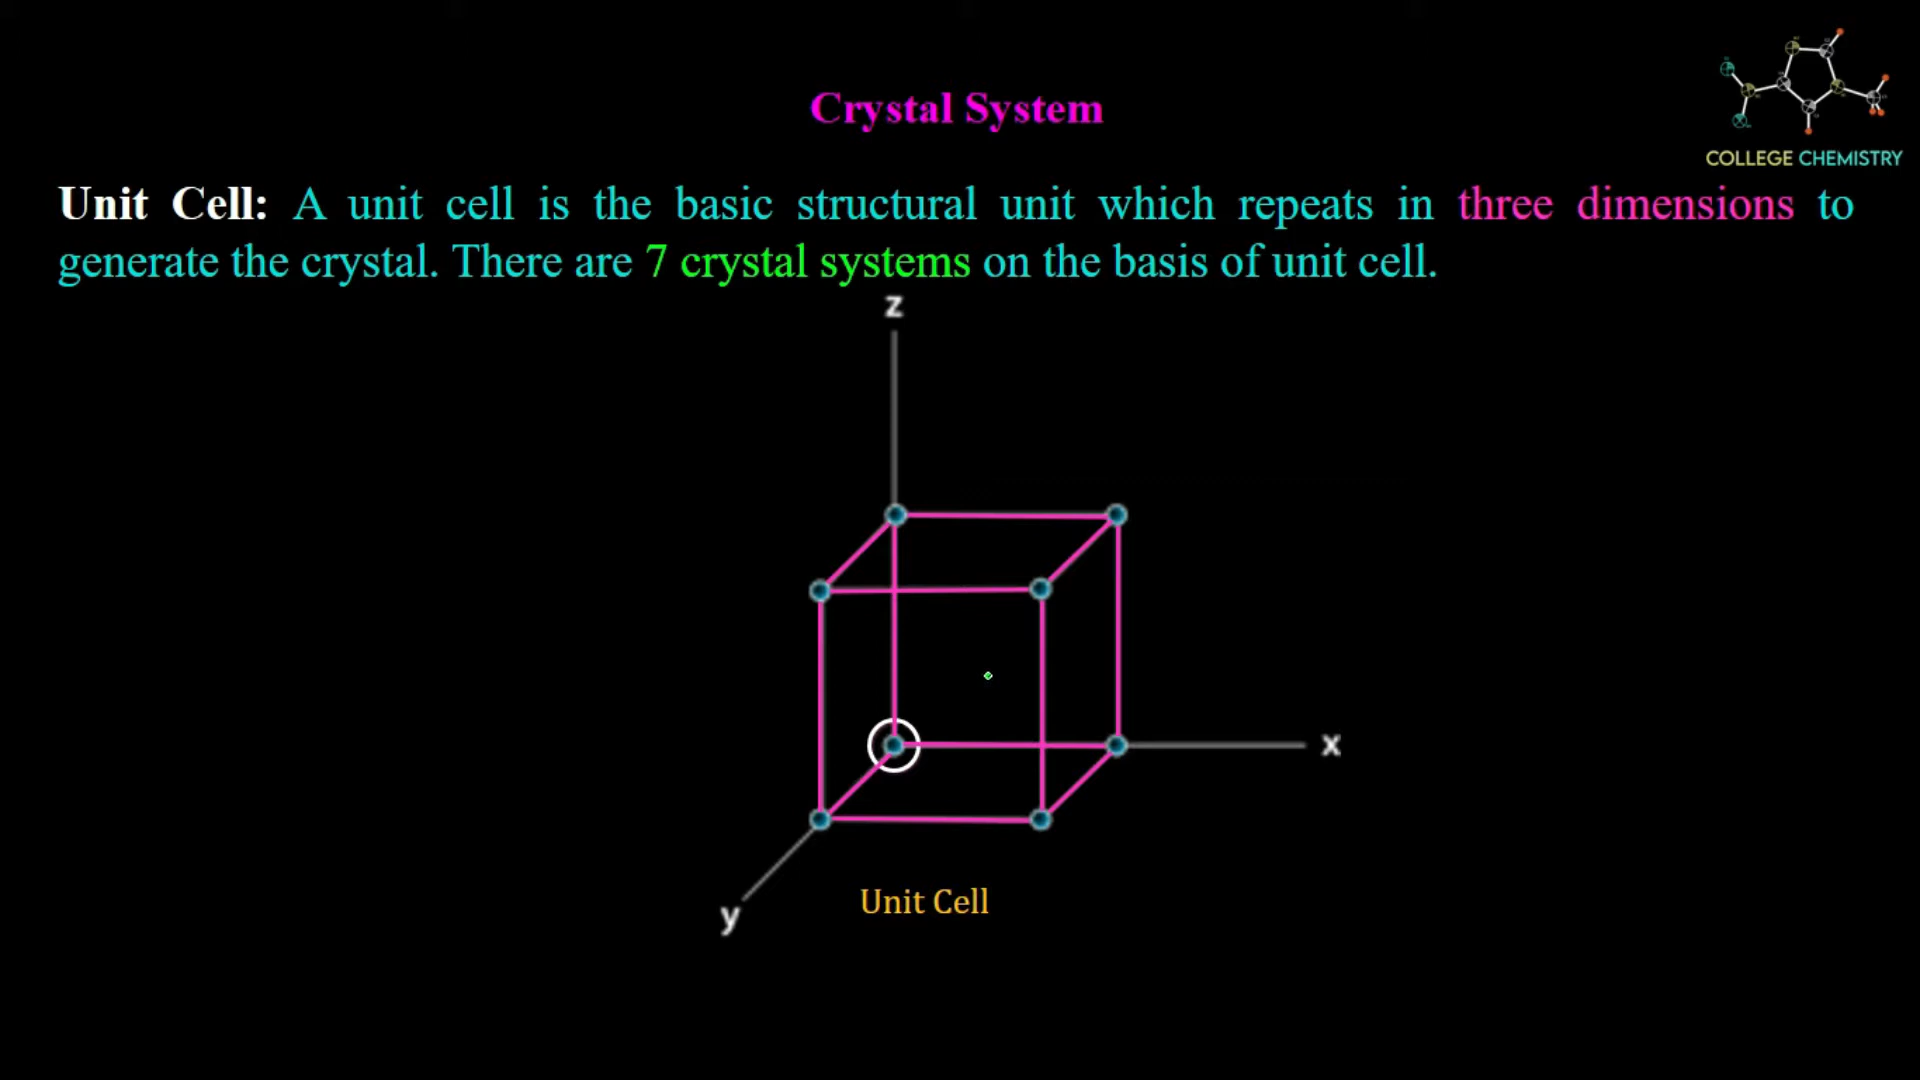 Crystal System
COLLEGE CHEMISTRY
Unit Cell: A unit cell is the basic structural unit which repeats in three dimensions to
generate the crystal. There are 7 crystal systems on the basis of unit cell.
z
x
y
Unit Cell